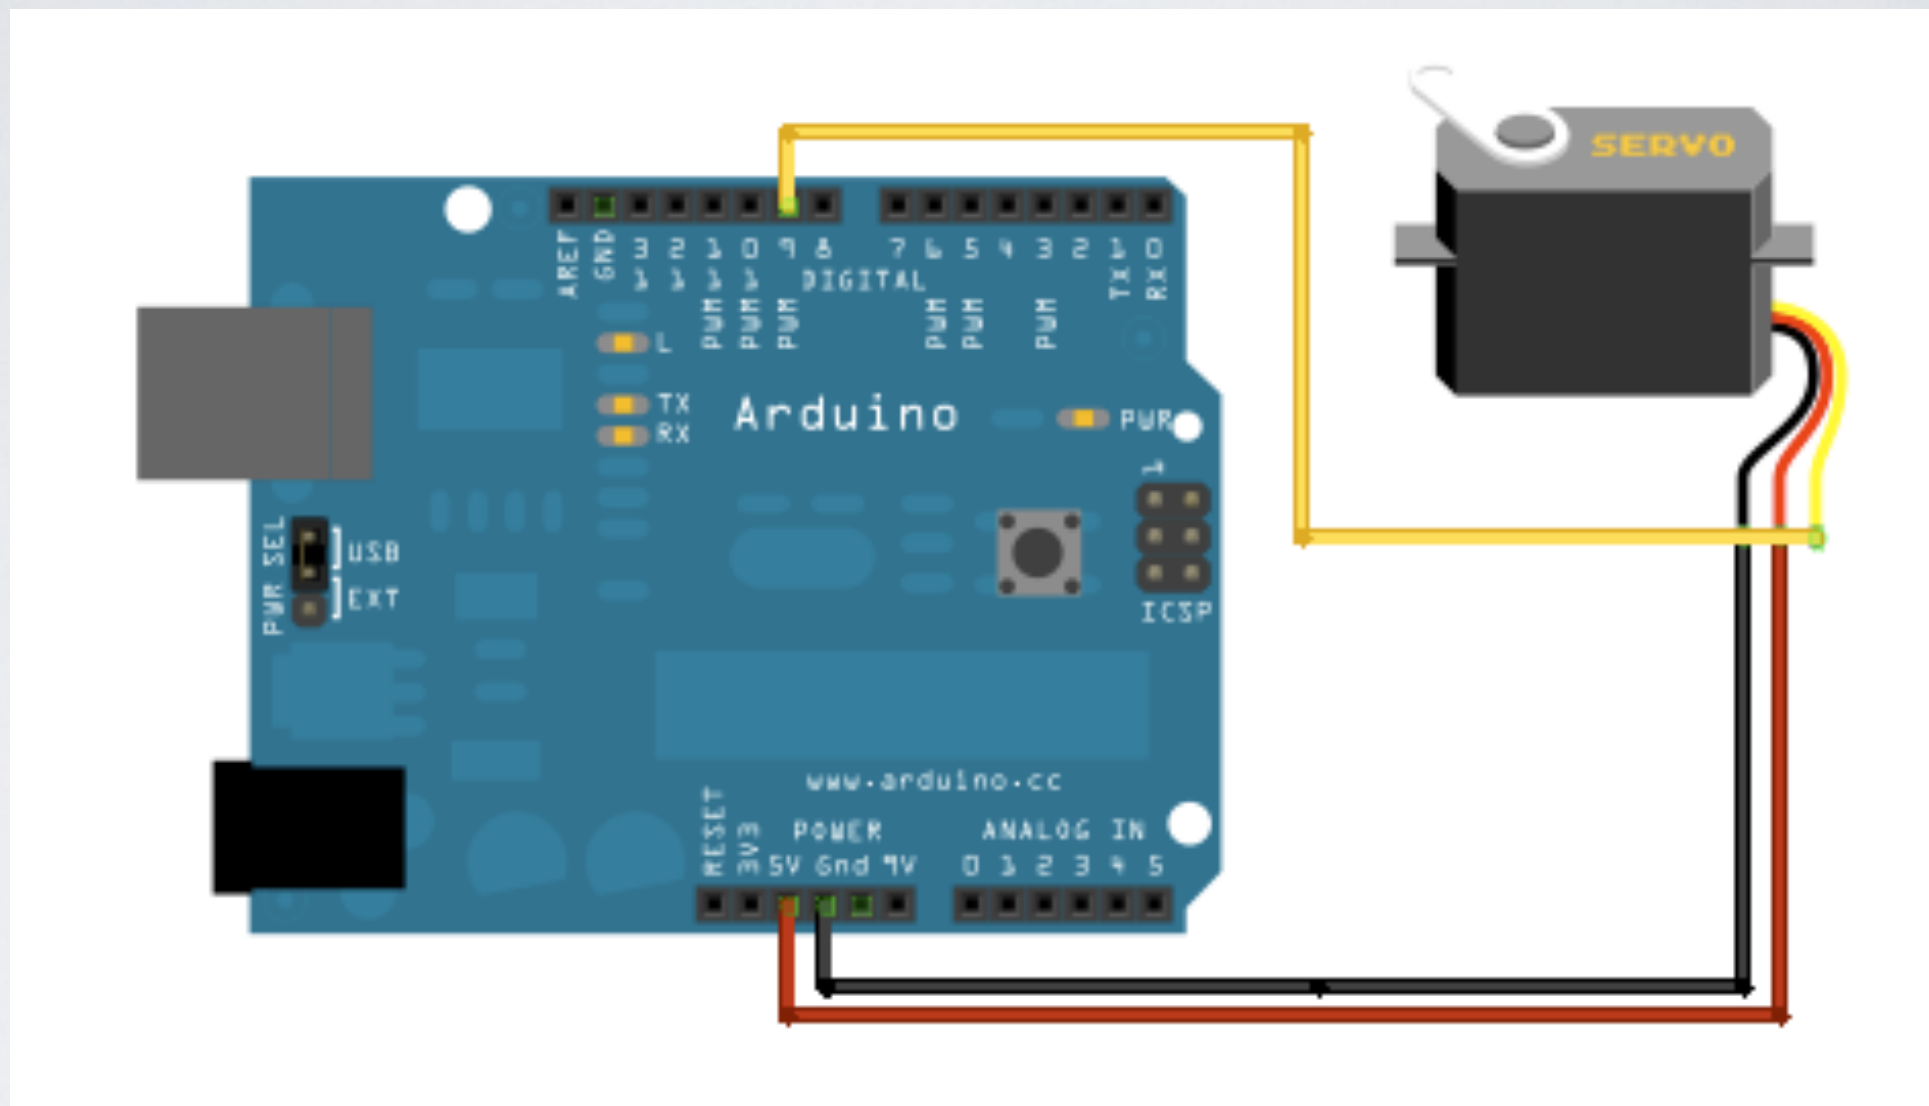 SERVO
AREF
GND
13
12
11
10
9
8
7
6
5
4
3
2
1
0
DIGITAL
TX
RX
PWM
PWM
PWM
PWM
PWM
PWM
L
TX
RX
Arduino
PWR
1
PWR SEL
USB
EXT
ICSP
www.arduino.cc
RESET
3V3
POWER
ANALOG IN
5V Gnd 9V
0 1 2 3 4 5